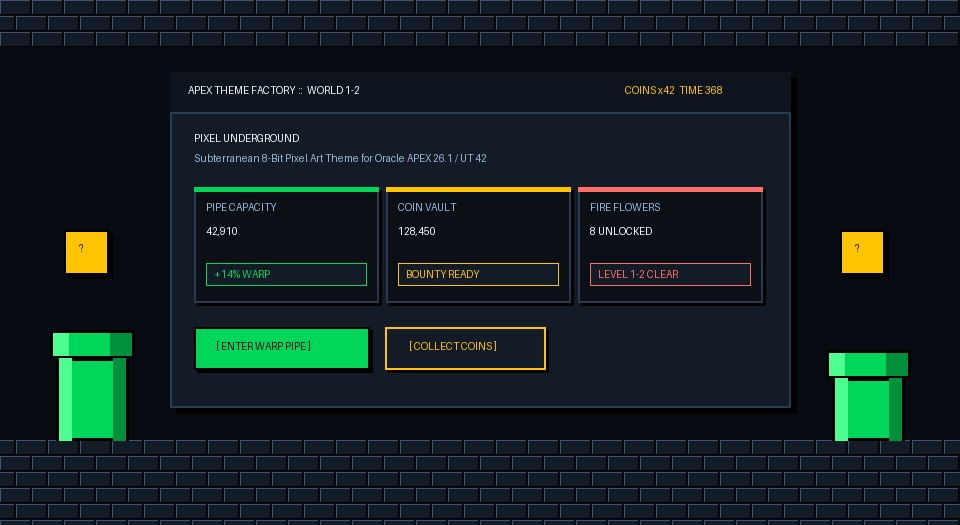 APEX THEME FACTORY :: WORLD 1-2
COINS x42 TIME 368
PIXEL UNDERGROUND
Subterranean 8-Bit Pixel Art Theme for Oracle APEX 26.1 / UT 42
PIPE CAPACITY
42,910
+14% WARP
COIN VAULT
128,450
BOUNTY READY
FIRE FLOWERS
8 UNLOCKED
LEVEL 1-2 CLEAR
?
?
[ ENTER WARP PIPE ]
[ COLLECT COINS ]